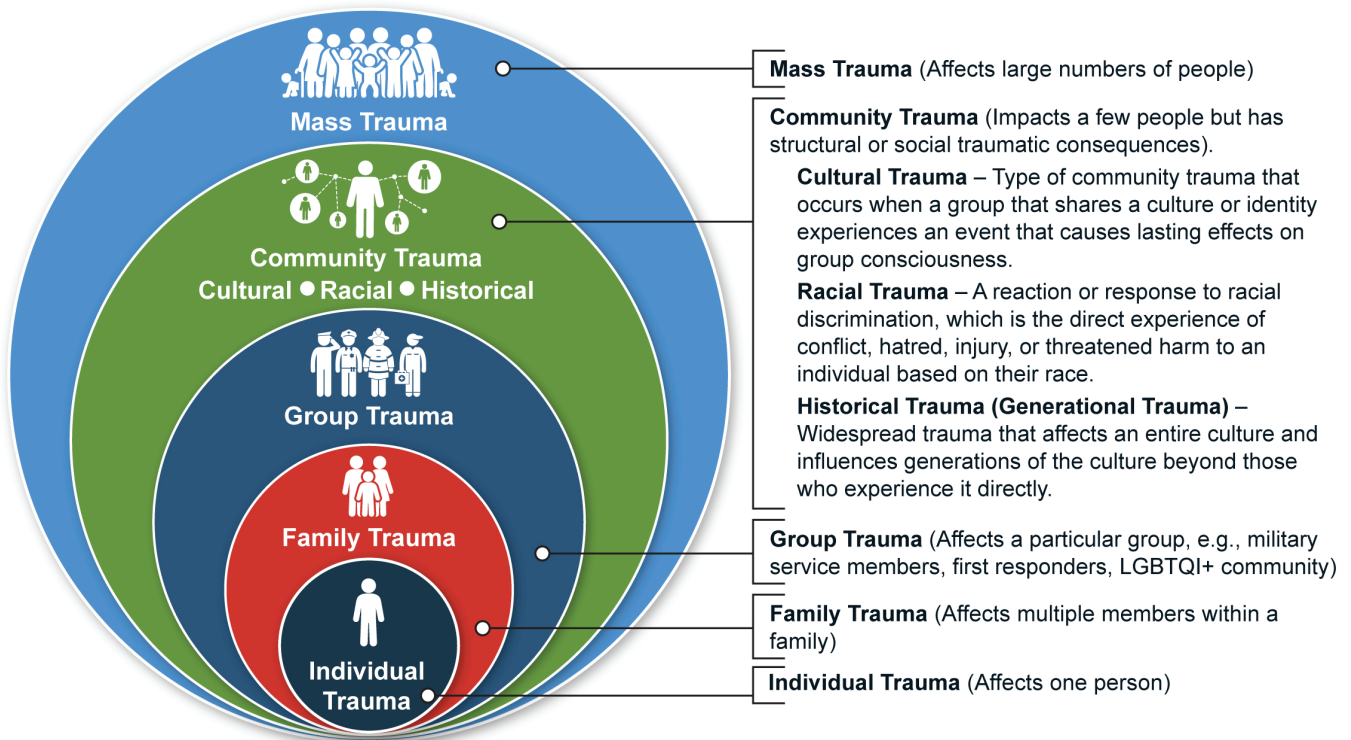 Mass Trauma
Community Trauma
Cultural ● Racial ● Historical
Group Trauma
Family Trauma
Individual
Trauma
Mass Trauma (Affects large numbers of people)
Community Trauma (Impacts a few people but has
structural or social traumatic consequences).
Cultural Trauma – Type of community trauma that
occurs when a group that shares a culture or identity
experiences an event that causes lasting effects on
group consciousness.
Racial Trauma – A reaction or response to racial
discrimination, which is the direct experience of
conflict, hatred, injury, or threatened harm to an
individual based on their race.
Historical Trauma (Generational Trauma) –
Widespread trauma that affects an entire culture and
influences generations of the culture beyond those
who experience it directly.
Group Trauma (Affects a particular group, e.g., military
service members, first responders, LGBTQI+ community)
Family Trauma (Affects multiple members within a
family)
Individual Trauma (Affects one person)